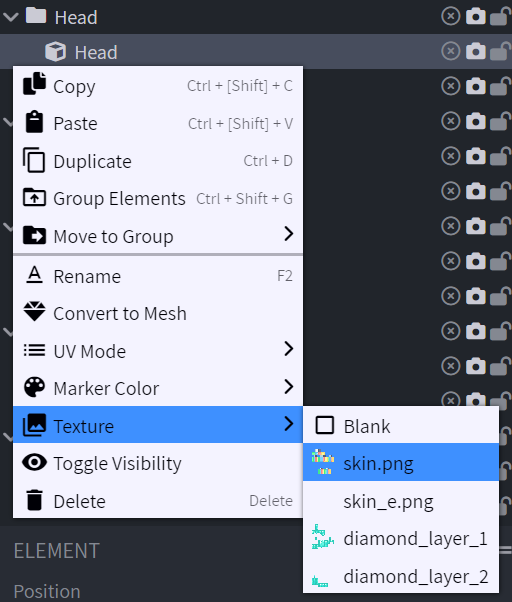 Head
Head
Copy Ctrl + [Shift] + C
Paste Ctrl + [Shift] + V
Duplicate Ctrl + D
Group Elements Ctrl + Shift + G
Move to Group
Rename F2
Convert to Mesh
UV Mode
Marker Color
Texture
Blank
Toggle Visibility
skin.png
Delete Delete
skin_e.png
diamond_layer_1
ELEMENT
diamond_layer_2
Position